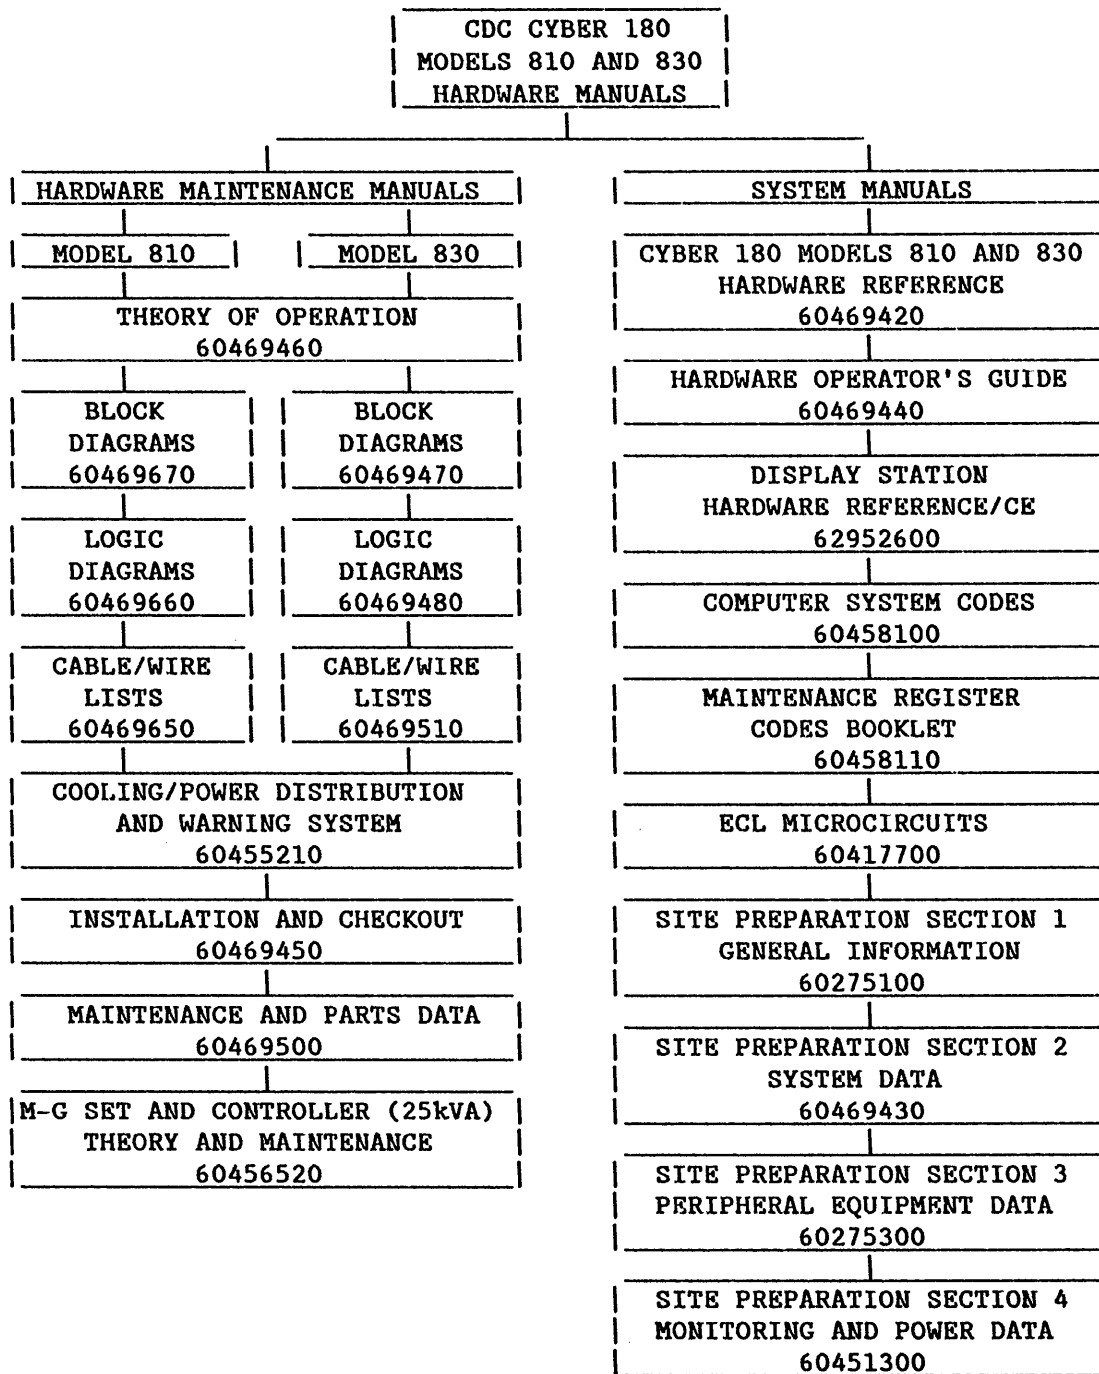 CDC CYBER 180
MODELS 810 AND 830
HARDWARE MANUALS
HARDWARE MAINTENANCE MANUALS
MODEL 810
MODEL 830
THEORY OF OPERATION
60469460
BLOCK
DIAGRAMS
60469670
BLOCK
DIAGRAMS
60469470
LOGIC
DIAGRAMS
60469660
LOGIC
DIAGRAMS
60469480
CABLE/WIRE
LISTS
60469650
CABLE/WIRE
LISTS
60469510
COOLING/POWER DISTRIBUTION
AND WARNING SYSTEM
60455210
INSTALLATION AND CHECKOUT
60469450
MAINTENANCE AND PARTS DATA
60469500
M-G SET AND CONTROLLER (25kVA)
THEORY AND MAINTENANCE
60456520
SYSTEM MANUALS
CYBER 180 MODELS 810 AND 830
HARDWARE REFERENCE
60469420
HARDWARE OPERATOR'S GUIDE
60469440
DISPLAY STATION
HARDWARE REFERENCE/CE
62952600
COMPUTER SYSTEM CODES
60458100
MAINTENANCE REGISTER
CODES BOOKLET
60458110
ECL MICROCIRCUITS
60417700
SITE PREPARATION SECTION 1
GENERAL INFORMATION
60275100
SITE PREPARATION SECTION 2
SYSTEM DATA
60469430
SITE PREPARATION SECTION 3
PERIPHERAL EQUIPMENT DATA
60275300
SITE PREPARATION SECTION 4
MONITORING AND POWER DATA
60451300